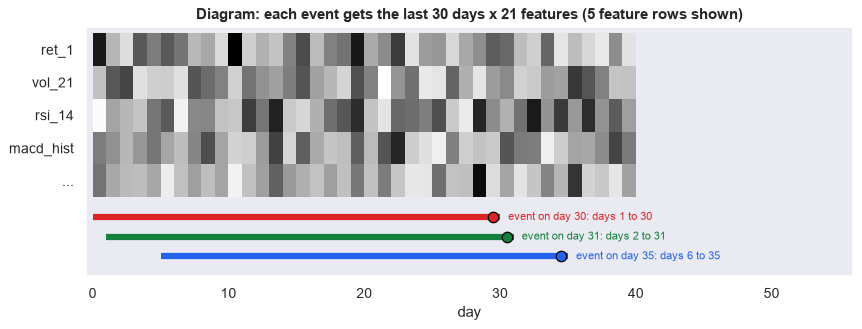 Diagram: each event gets the last 30 days x 21 features (5 feature rows shown)
ret_1
vol_21
rsi_14
macd_hist
...
event on day 30: days 1 to 30
event on day 31: days 2 to 31
event on day 35: days 6 to 35
0 10 20 30 40 50
day